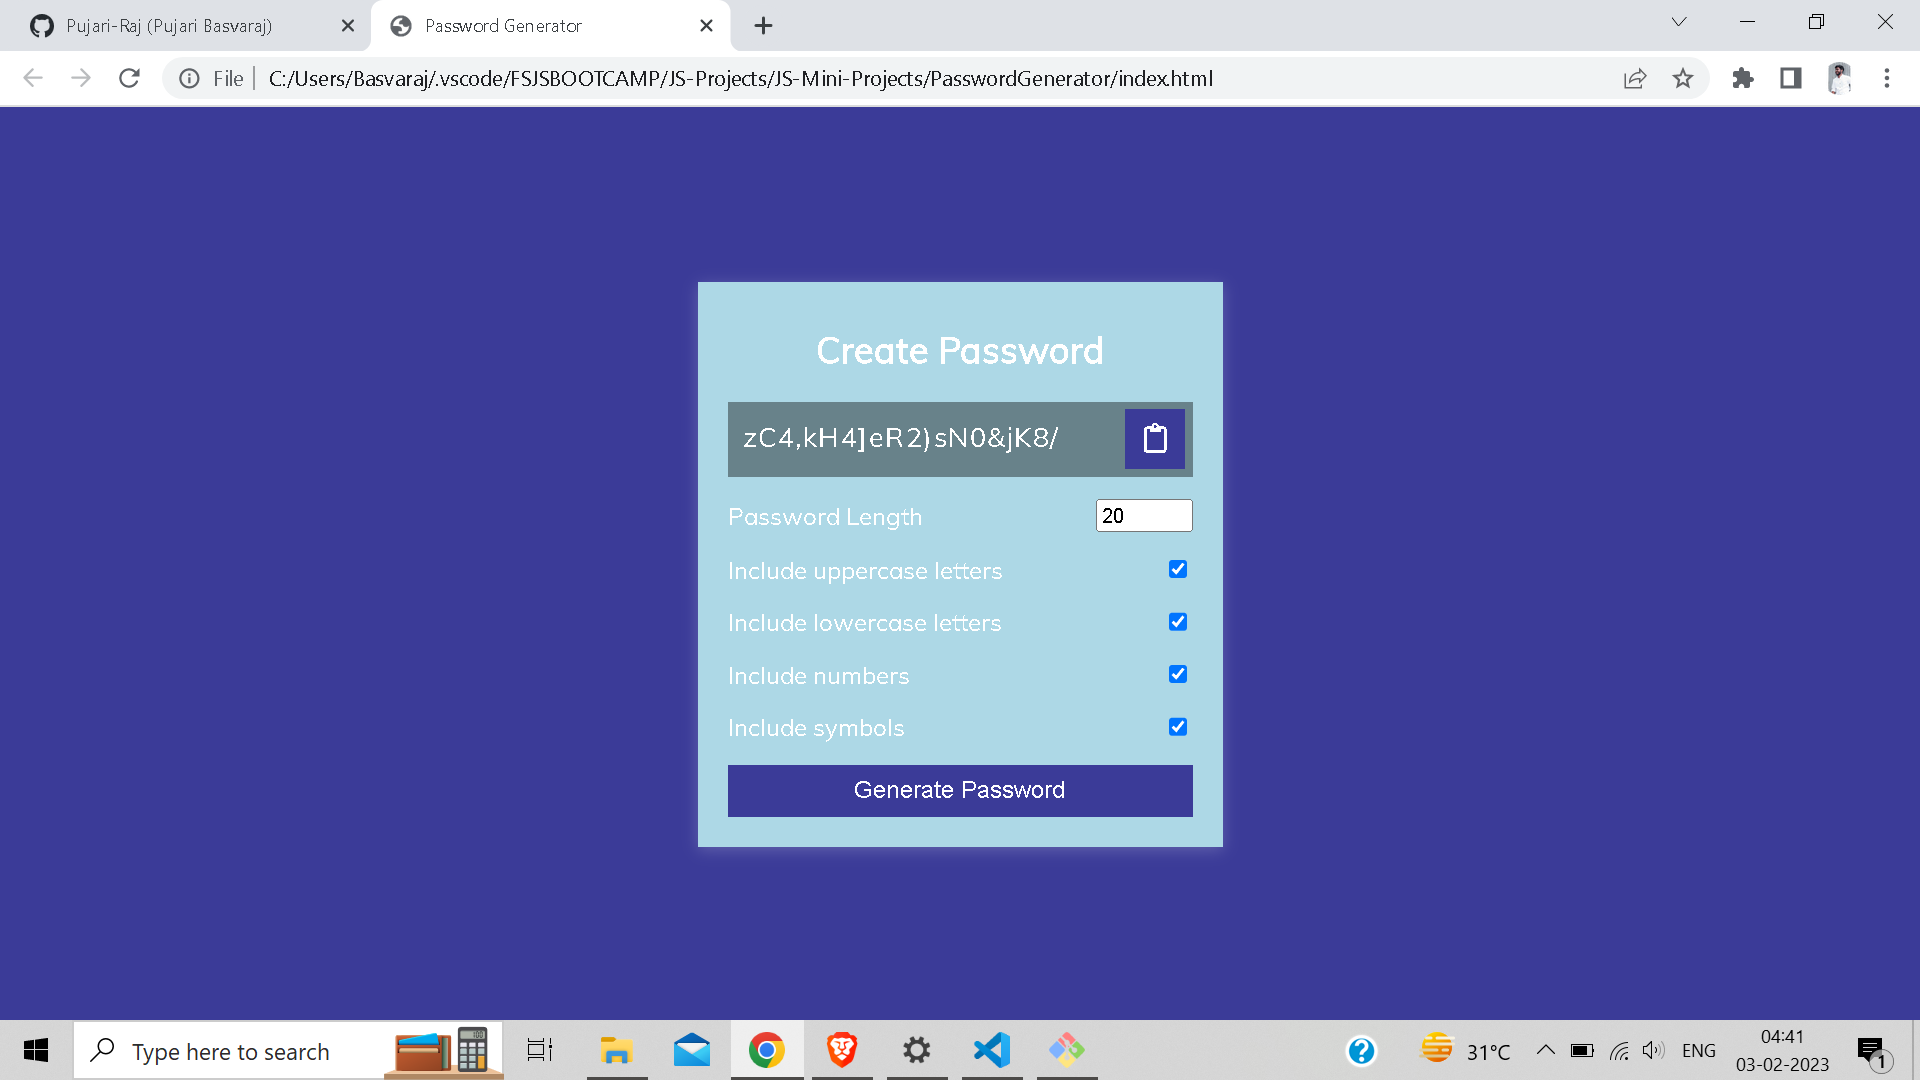 Pujari-Raj (Pujari Basvaraj)
Password Generator
File
C:/Users/Basvaraj/.vscode/FSJSBOOTCAMP/JS-Projects/JS-Mini-Projects/PasswordGenerator/index.html
Create Password
zC4,kH4]eR2)sN0&jK8/
Password Length
20
Include uppercase letters
Include lowercase letters
Include numbers
Include symbols
Generate Password
Type here to search
31°C
ENG
04:41
03-02-2023
1